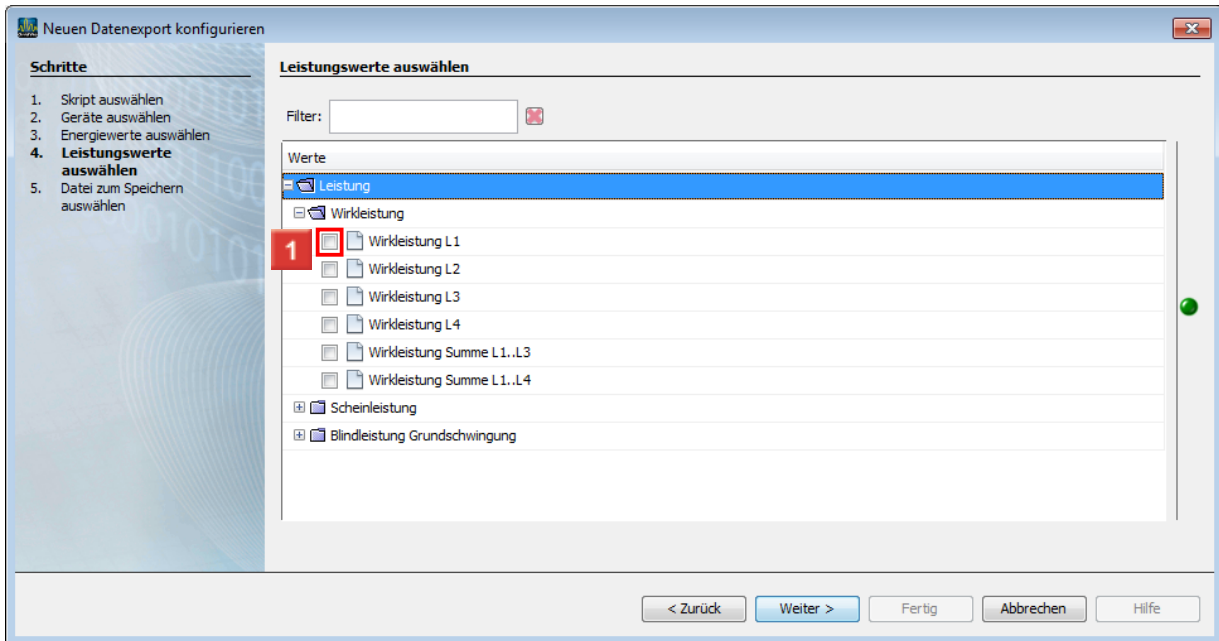 Neuen Datenexport konfigurieren
Schritte
1. Skript auswählen
2. Geräte auswählen
3. Energiewerte auswählen
4. Leistungswerte
auswählen
5. Datei zum Speichern
auswählen
Leistungswerte auswählen
Filter:
Werte
Leistung
Wirkleistung
1
Wirkleistung L1
Wirkleistung L2
Wirkleistung L3
Wirkleistung L4
Wirkleistung Summe L1..L3
Wirkleistung Summe L1..L4
Scheinleistung
Blindleistung Grundschwingung
< Zurück
Weiter >
Fertig
Abbrechen
Hilfe